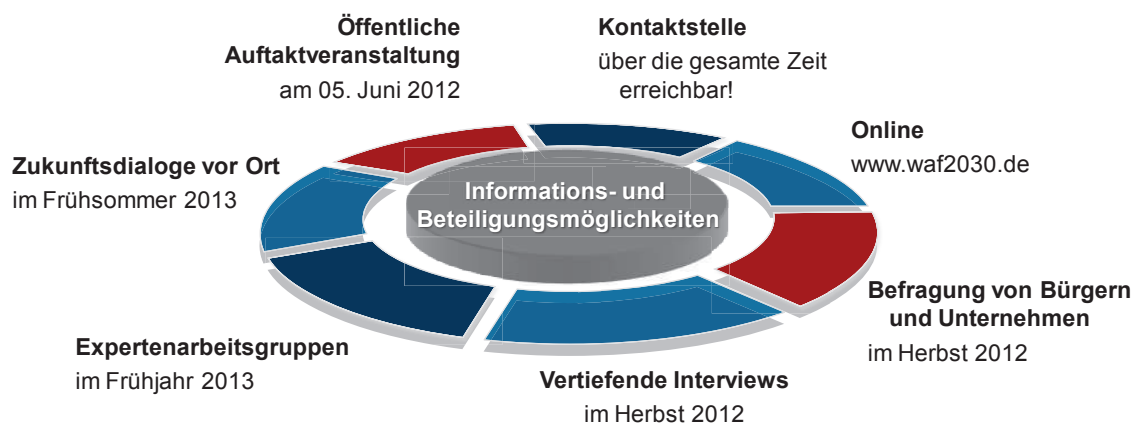 Öffentliche
Auftaktveranstaltung
am 05. Juni 2012
Kontaktstelle
über die gesamte Zeit
erreichbar!
Online
www.waf2030.de
Zukunftsdialoge vor Ort
im Frühsommer 2013
Informations- und
Beteiligungsmöglichkeiten
Befragung von Bürgern
und Unternehmen
im Herbst 2012
Expertenarbeitsgruppen
im Frühjahr 2013
Vertiefende Interviews
im Herbst 2012